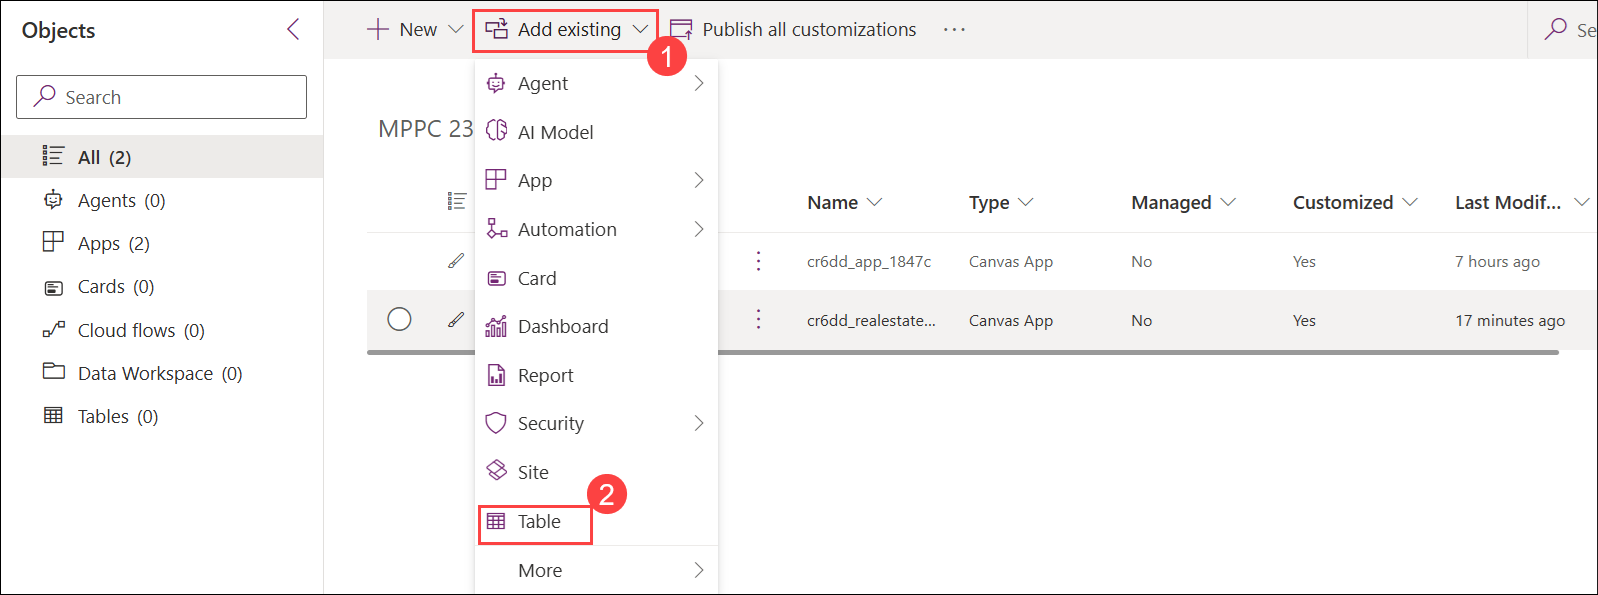 Objects
Search
All (2)
Agents (0)
Apps (2)
Cards (0)
Cloud flows (0)
Data Workspace (0)
Tables (0)
New
Add existing
Publish all customizations
...
Se
1
Agent
AI Model
App
Automation
Card
Dashboard
Report
Security
Site
2
Table
More
MPPC 23
Name Type Managed Customized Last Modif...
cr6dd_app_1847c Canvas App No Yes 7 hours ago
cr6dd_realestate... Canvas App No Yes 17 minutes ago